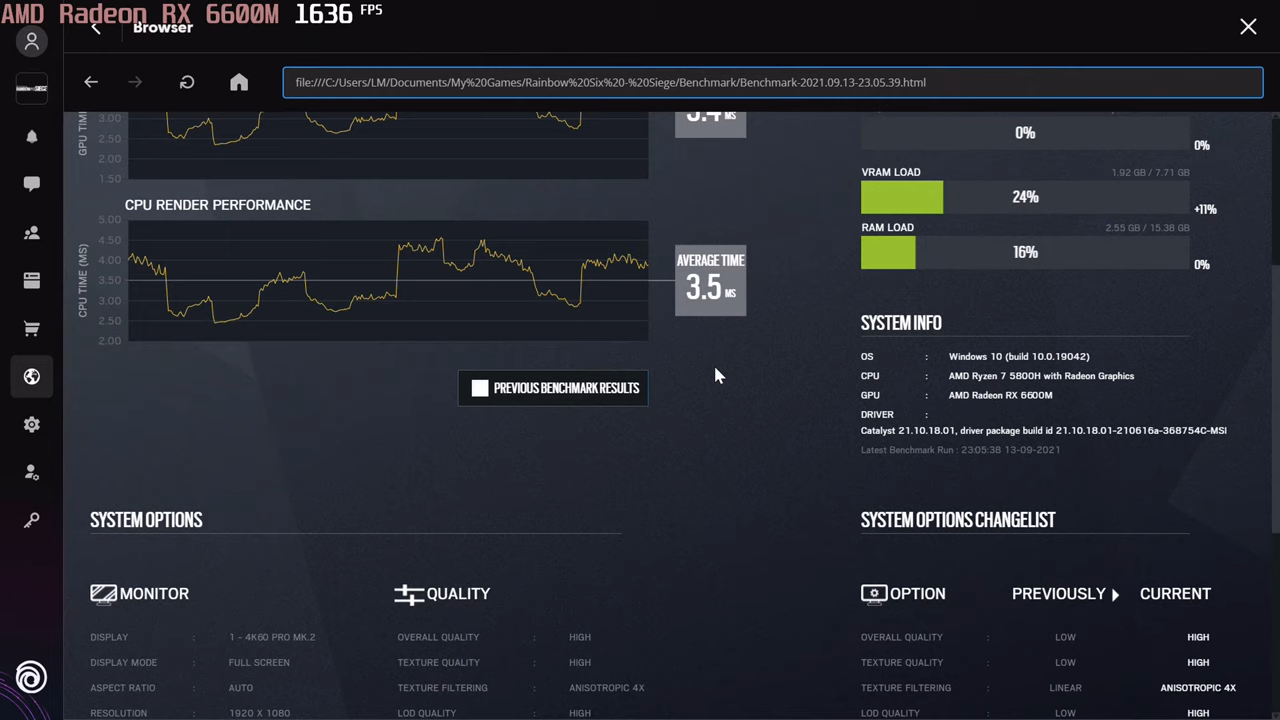 AMD Radeon RX 6600M 1636 FPS
Browser
file:///C:/Users/LM/Documents/My%20Games/Rainbow%20Six%20-%20Siege/Benchmark/Benchmark-2021.09.13-23.05.39.html
GPU TIME
3.00
2.50
2.00
1.50
3.4 MS
0%
0%
VRAM LOAD 1.92 GB / 7.71 GB
24%
+11%
RAM LOAD 2.55 GB / 15.38 GB
16%
0%
CPU RENDER PERFORMANCE
CPU TIME (MS)
5.00
4.50
4.00
3.50
3.00
2.50
2.00
AVERAGE TIME
3.5 MS
PREVIOUS BENCHMARK RESULTS
SYSTEM INFO
OS : Windows 10 (build 10.0.19042)
CPU : AMD Ryzen 7 5800H with Radeon Graphics
GPU : AMD Radeon RX 6600M
DRIVER :
Catalyst 21.10.18.01, driver package build id 21.10.18.01-210616a-368754C-MSI
Latest Benchmark Run : 23:05:38 13-09-2021
SYSTEM OPTIONS
MONITOR
DISPLAY : 1 - 4K60 PRO MK.2
DISPLAY MODE : FULL SCREEN
ASPECT RATIO : AUTO
RESOLUTION : 1920 X 1080
QUALITY
OVERALL QUALITY : HIGH
TEXTURE QUALITY : HIGH
TEXTURE FILTERING : ANISOTROPIC 4X
LOD QUALITY : HIGH
SYSTEM OPTIONS CHANGELIST
OPTION PREVIOUSLY CURRENT
OVERALL QUALITY : LOW HIGH
TEXTURE QUALITY : LOW HIGH
TEXTURE FILTERING : LINEAR ANISOTROPIC 4X
LOD QUALITY : LOW HIGH